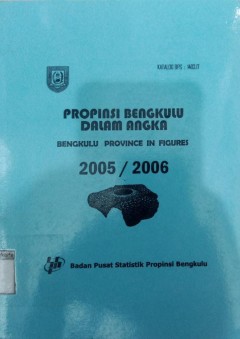 KATALOG BPS : 1403.17
PROPINSI BENGKULU
DALAM ANGKA
BENGKULU PROVINCE IN FIGURES
2005 / 2006
Badan Pusat Statistik Propinsi Bengkulu